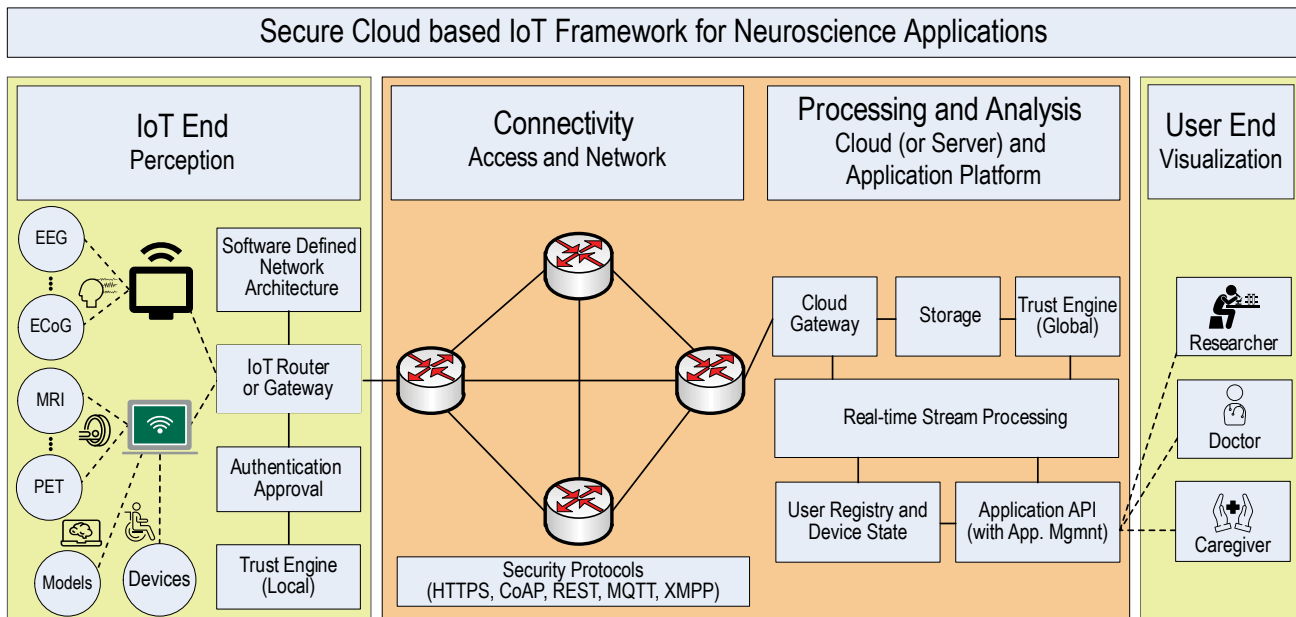 Secure Cloud based IoT Framework for Neuroscience Applications
IoT End
Perception
Connectivity
Access and Network
Processing and Analysis
Cloud (or Server) and
Application Platform
User End
Visualization
EEG
ECoG
MRI
PET
Models
Devices
Software Defined
Network
Architecture
IoT Router
or Gateway
Authentication
Approval
Trust Engine
(Local)
Security Protocols
(HTTPS, CoAP, REST, MQTT, XMPP)
Cloud
Gateway
Storage
Trust Engine
(Global)
Real-time Stream Processing
User Registry and
Device State
Application API
(with App. Mgmnt)
Researcher
Doctor
Caregiver